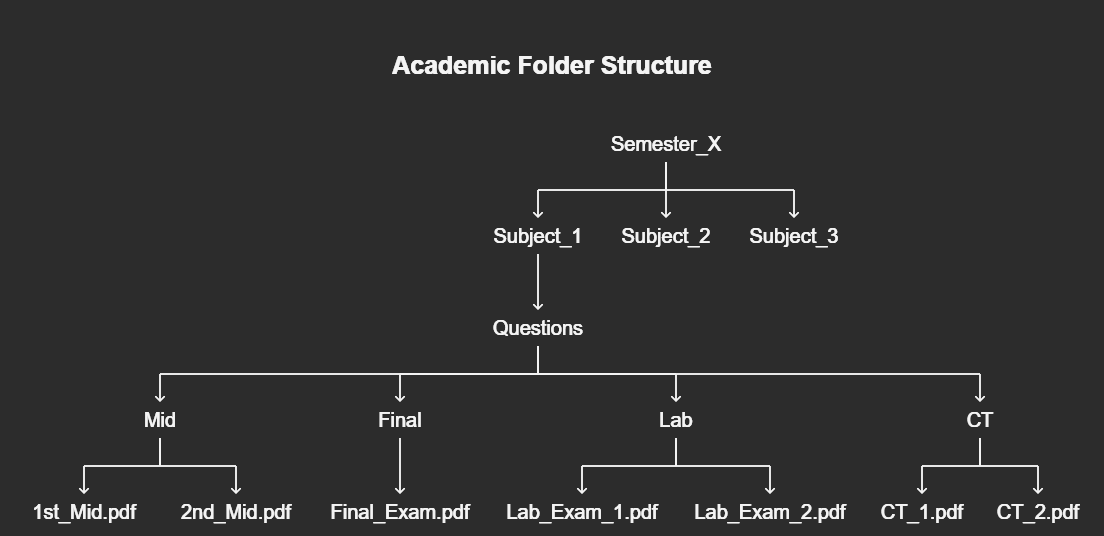 Academic Folder Structure
Semester_X
Subject_1 Subject_2 Subject_3
Questions
Mid Final Lab CT
1st_Mid.pdf 2nd_Mid.pdf Final_Exam.pdf Lab_Exam_1.pdf Lab_Exam_2.pdf CT_1.pdf CT_2.pdf